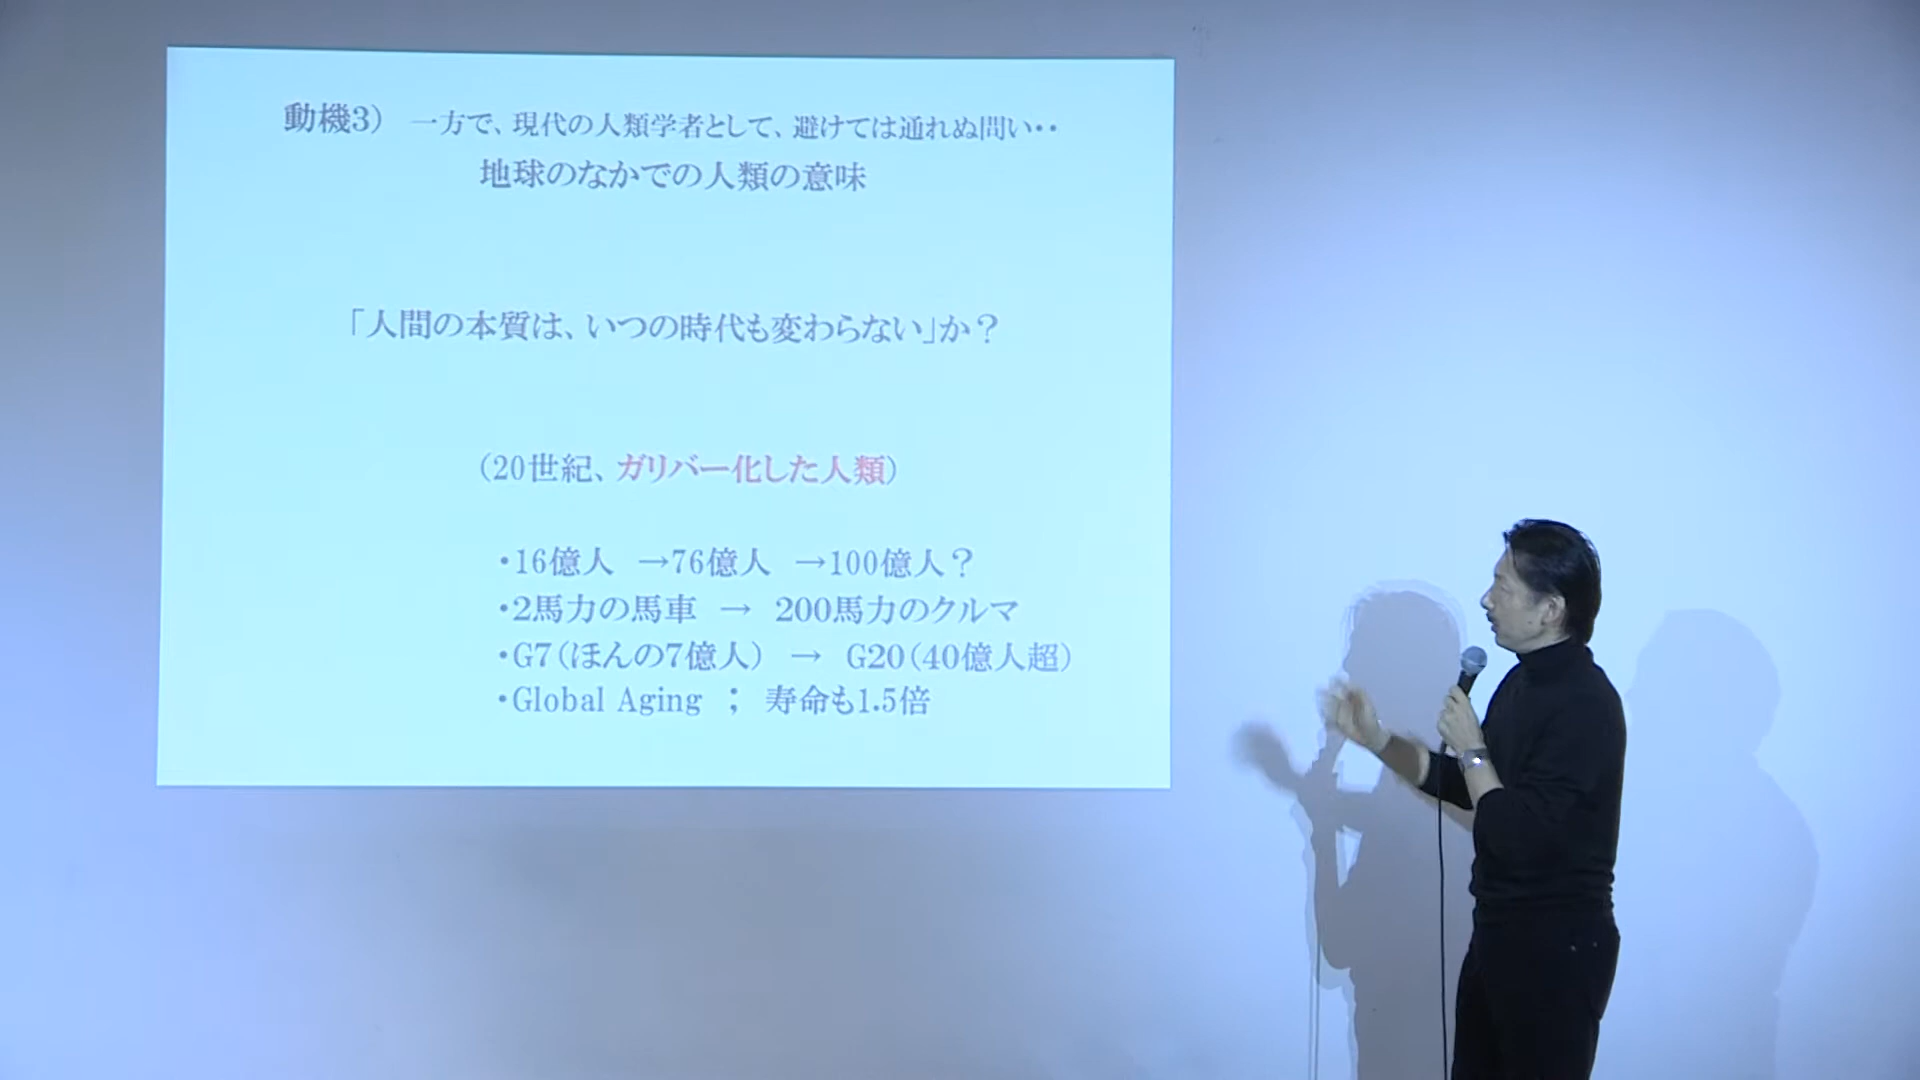 動機3) 一方で、現代の人類学者として、避けては通れぬ問い‥
地球のなかでの人類の意味
「人間の本質は、いつの時代も変わらない」か？
（20世紀、ガリバー化した人類）
・16億人 →76億人 →100億人？
・2馬力の馬車 → 200馬力のクルマ
・G7（ほんの7億人） → G20（40億人超）
・Global Aging ； 寿命も1.5倍